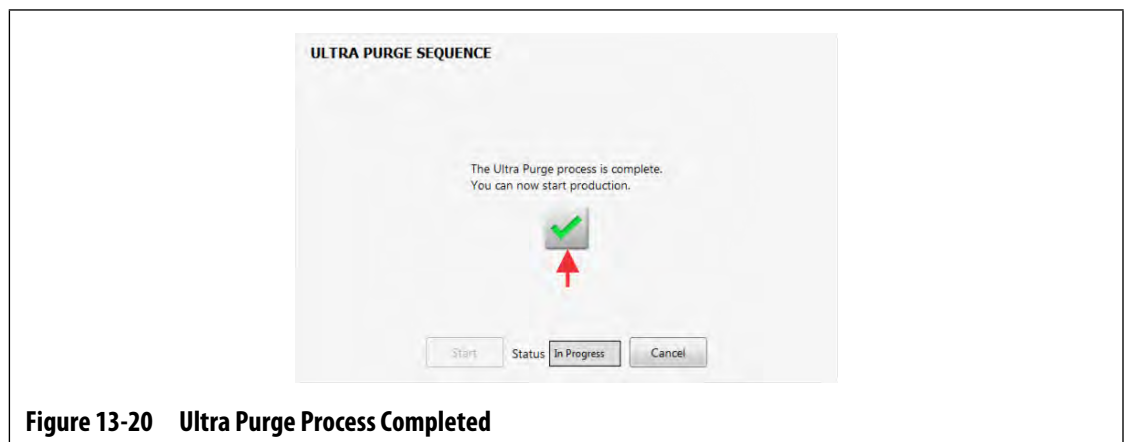 ULTRA PURGE SEQUENCE
The Ultra Purge process is complete.
You can now start production.
Start Status In Progress Cancel
Figure 13-20 Ultra Purge Process Completed